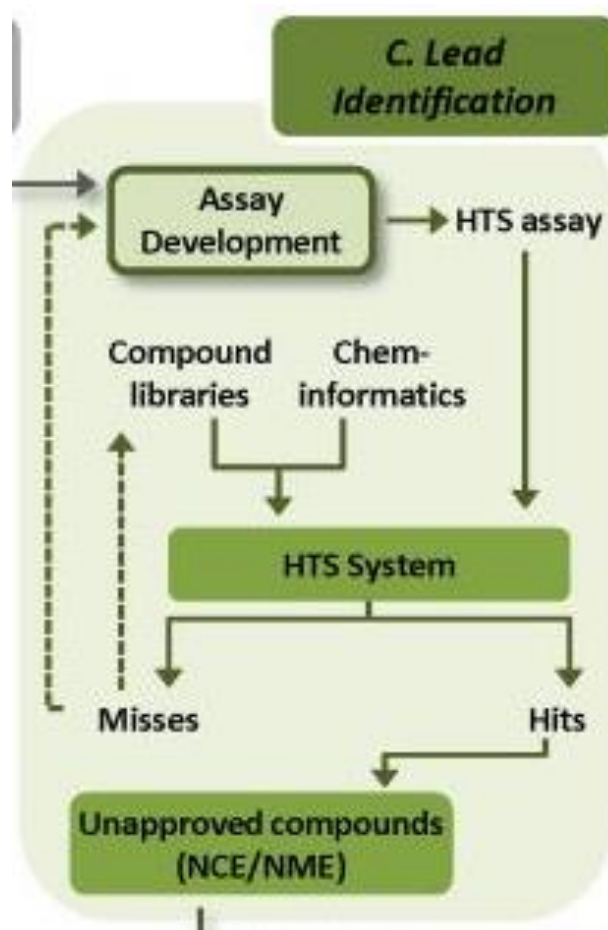 C. Lead
Identification
Assay
Development
HTS assay
Compound
libraries
Chem-
informatics
HTS System
Misses
Hits
Unapproved compounds
(NCE/NME)